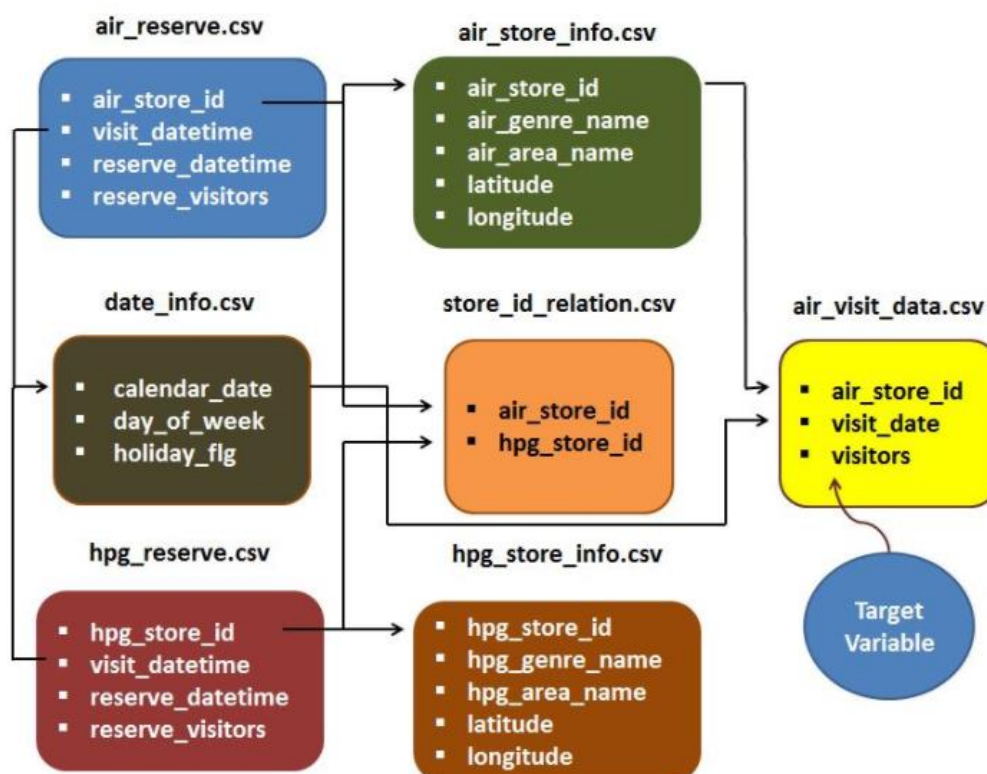 air_reserve.csv
▪ air_store_id
▪ visit_datetime
▪ reserve_datetime
▪ reserve_visitors
air_store_info.csv
▪ air_store_id
▪ air_genre_name
▪ air_area_name
▪ latitude
▪ longitude
date_info.csv
▪ calendar_date
▪ day_of_week
▪ holiday_flg
store_id_relation.csv
▪ air_store_id
▪ hpg_store_id
air_visit_data.csv
▪ air_store_id
▪ visit_date
▪ visitors
hpg_reserve.csv
▪ hpg_store_id
▪ visit_datetime
▪ reserve_datetime
▪ reserve_visitors
hpg_store_info.csv
▪ hpg_store_id
▪ hpg_genre_name
▪ hpg_area_name
▪ latitude
▪ longitude
Target
Variable